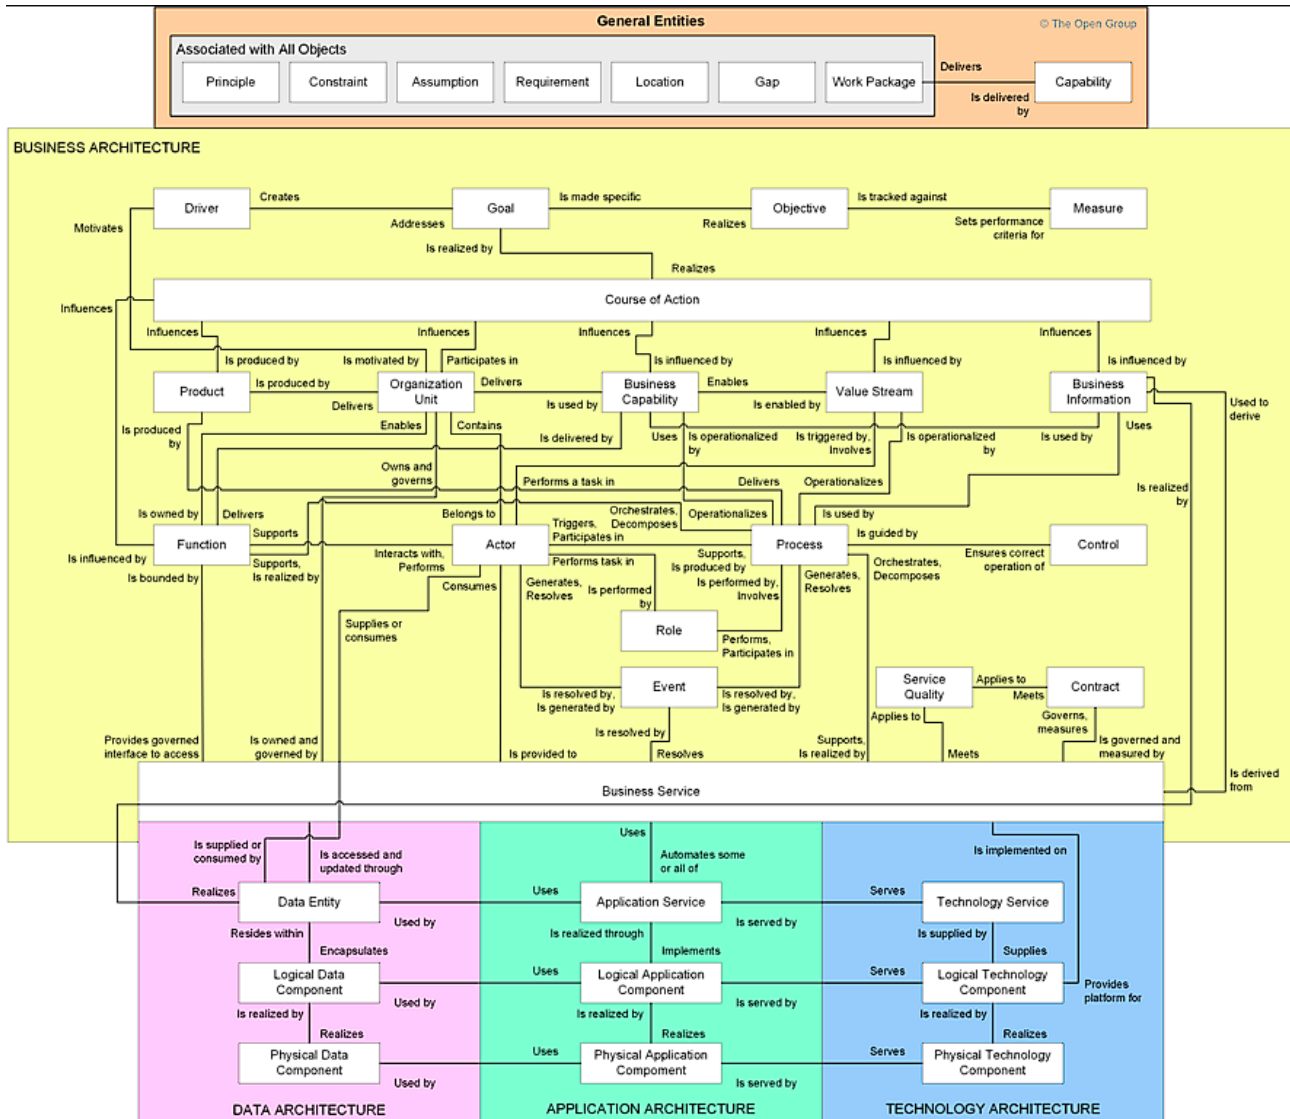 General Entities
© The Open Group
Associated with All Objects
Principle
Constraint
Assumption
Requirement
Location
Gap
Work Package
Delivers
Is delivered
by
Capability
BUSINESS ARCHITECTURE
Driver
Creates
Goal
Is made specific
Objective
Is tracked against
Measure
Motivates
Addresses
Realizes
Sets performance
criteria for
Is realized by
Realizes
Influences
Course of Action
Influences
Influences
Influences
Influences
Influences
Is produced by
Is motivated by
Participates in
Is influenced by
Is influenced by
Is influenced by
Product
Is produced by
Organization
Unit
Delivers
Business
Capability
Enables
Value Stream
Business
Information
Delivers
Is used by
Is enabled by
Used to
derive
Is produced
by
Enables
Contains
Is delivered by
Uses
Is operationalized
by
Is triggered by,
Involves
Is operationalized
by
Is used by
Uses
Owns and
governs
Performs a task in
Delivers
Operationalizes
Is realized
by
Is owned by
Delivers
Belongs to
Orchestrates,
Decomposes
Operationalizes
Is used by
Function
Supports
Actor
Triggers,
Participates in
Process
Is guided by
Control
Is influenced by
Is bounded by
Supports,
Is realized by
Interacts with,
Performs
Performs task in
Supports,
Is produced by
Orchestrates,
Decomposes
Ensures correct
operation of
Consumes
Generates,
Resolves
Is performed
by
Is performed by,
Involves
Generates,
Resolves
Supplies or
consumes
Role
Performs,
Participates in
Event
Is resolved by,
Is generated by
Is resolved by,
Is generated by
Service
Quality
Applies to
Meets
Contract
Is resolved by
Applies to
Governs,
measures
Provides governed
interface to access
Is owned and
governed by
Is provided to
Resolves
Supports,
Is realized by
Meets
Is governed and
measured by
Is derived
from
Business Service
Is supplied or
consumed by
Is accessed and
updated through
Uses
Automates some
or all of
Is implemented on
Realizes
Data Entity
Used by
Uses
Application Service
Serves
Is served by
Technology Service
Resides within
Encapsulates
Is realized through
Implements
Is supplied by
Supplies
Logical Data
Component
Used by
Uses
Logical Application
Component
Serves
Is served by
Logical Technology
Component
Provides
platform for
Is realized by
Realizes
Is realized by
Realizes
Is realized by
Realizes
Physical Data
Component
Used by
Uses
Physical Application
Compoment
Serves
Is served by
Physical Technology
Component
DATA ARCHITECTURE
APPLICATION ARCHITECTURE
TECHNOLOGY ARCHITECTURE